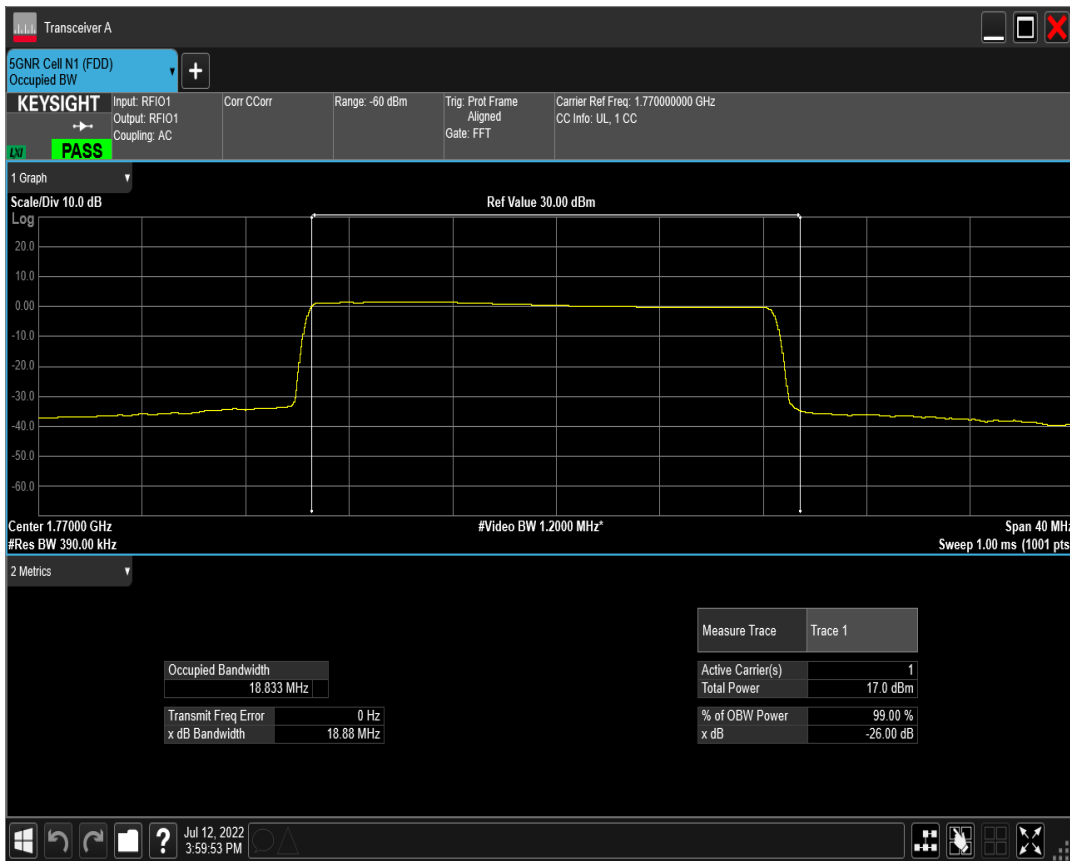 Transceiver A
5GNR Cell N1 (FDD)
Occupied BW
+
KEYSIGHT
LXI
PASS
Input: RFIO1
Output: RFIO1
Coupling: AC
Corr CCorr
Range: -60 dBm
Trig: Prot Frame
Aligned
Gate: FFT
Carrier Ref Freq: 1.770000000 GHz
CC Info: UL, 1 CC
1 Graph
Scale/Div 10.0 dB
Ref Value 30.00 dBm
Log
20.0
10.0
0.00
-10.0
-20.0
-30.0
-40.0
-50.0
-60.0
Center 1.77000 GHz
#Video BW 1.2000 MHz*
Span 40 MHz
#Res BW 390.00 kHz
Sweep 1.00 ms (1001 pts
2 Metrics
Measure Trace Trace 1
Occupied Bandwidth
18.833 MHz
Active Carrier(s) 1
Total Power 17.0 dBm
Transmit Freq Error 0 Hz
x dB Bandwidth 18.88 MHz
% of OBW Power 99.00 %
x dB -26.00 dB
?
Jul 12, 2022
3:59:53 PM